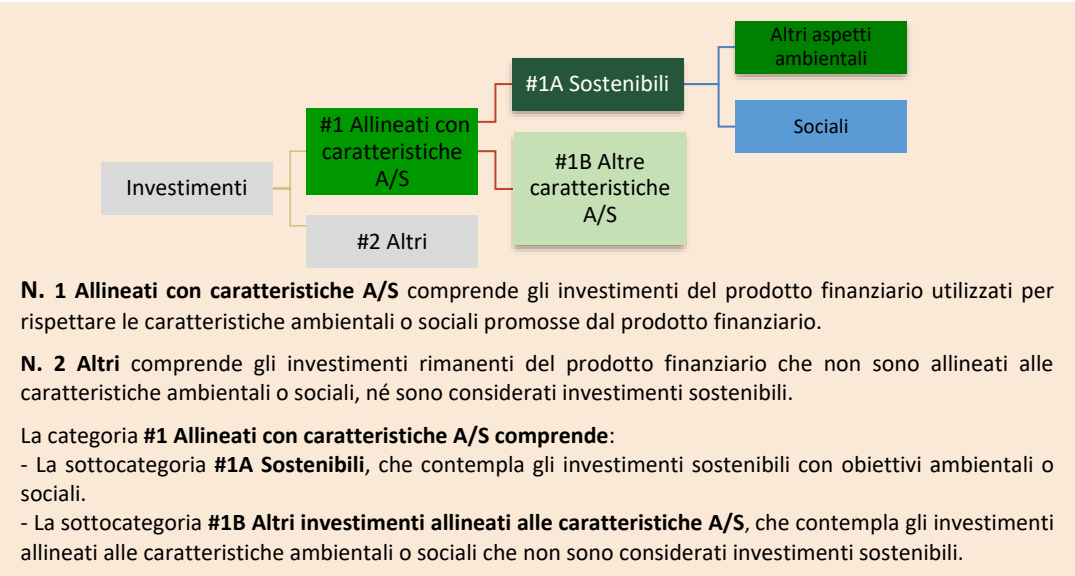 Altri aspetti
ambientali
#1A Sostenibili
Sociali
#1 Allineati con
caratteristiche
A/S
#1B Altre
caratteristiche
A/S
Investimenti
#2 Altri
N. 1 Allineati con caratteristiche A/S comprende gli investimenti del prodotto finanziario utilizzati per
rispettare le caratteristiche ambientali o sociali promosse dal prodotto finanziario.
N. 2 Altri comprende gli investimenti rimanenti del prodotto finanziario che non sono allineati alle
caratteristiche ambientali o sociali, né sono considerati investimenti sostenibili.
La categoria #1 Allineati con caratteristiche A/S comprende:
- La sottocategoria #1A Sostenibili, che contempla gli investimenti sostenibili con obiettivi ambientali o
sociali.
- La sottocategoria #1B Altri investimenti allineati alle caratteristiche A/S, che contempla gli investimenti
allineati alle caratteristiche ambientali o sociali che non sono considerati investimenti sostenibili.